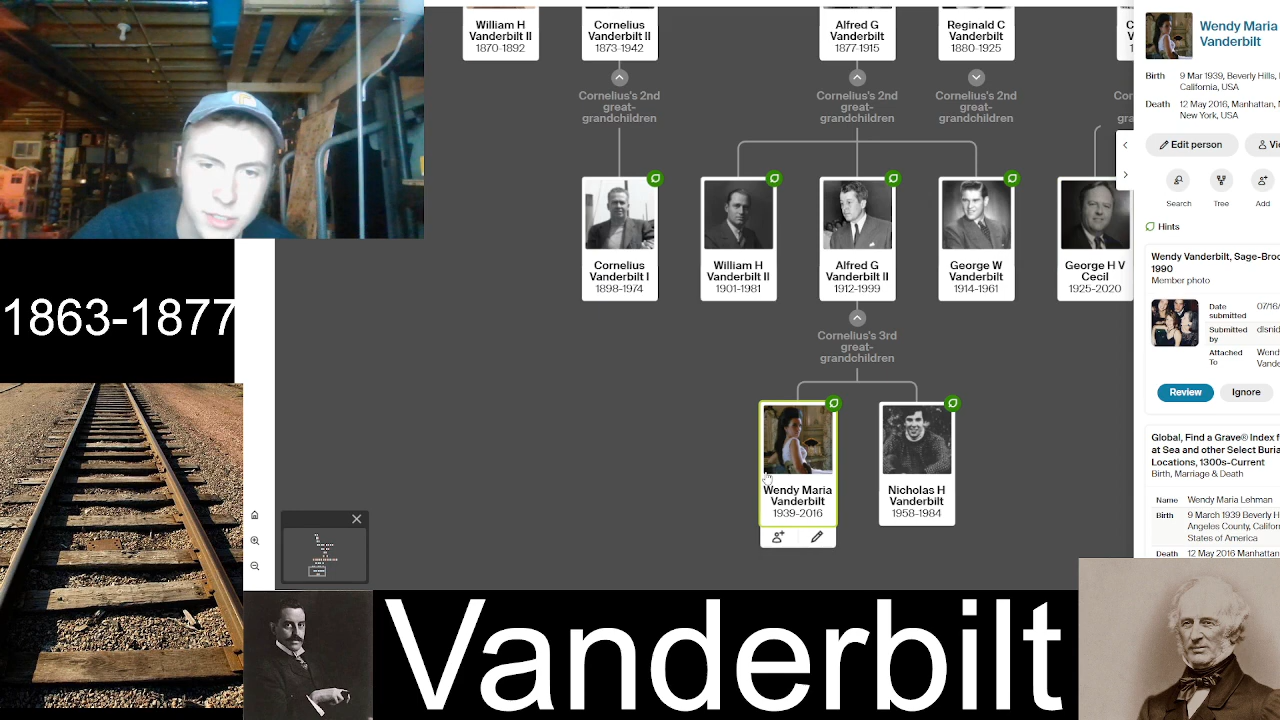 William H
Vanderbilt II
1870-1892
Cornelius
Vanderbilt II
1873-1942
Alfred G
Vanderbilt
1877-1915
Reginald C
Vanderbilt
1880-1925
Cornelius's 2nd
great-
grandchildren
Cornelius's 2nd
great-
grandchildren
Cornelius's 2nd
great-
grandchildren
Cornelius
Vanderbilt I
1898-1974
William H
Vanderbilt II
1901-1981
Alfred G
Vanderbilt II
1912-1999
George W
Vanderbilt
1914-1961
George H V
Cecil
1925-2020
Cornelius's 3rd
great-
grandchildren
Wendy Maria
Vanderbilt
1939-2016
Nicholas H
Vanderbilt
1958-1984
Wendy Maria
Vanderbilt
Birth 9 Mar 1939, Beverly Hills,
California, USA
Death 12 May 2016, Manhattan,
New York, USA
Edit person
Search
Tree
Add
Hints
Wendy Vanderbilt, Sage-Broc
1990
Member photo
Date
submitted
07/16/
Submitted
by
dlsrid
Attached
To
Wend
Vande
Review
Ignore
Global, Find a Grave® Index f
at Sea and other Select Buria
Locations, 1300s-Current
Birth, Marriage & Death
Name Wendy Maria Lehman
Birth 9 March 1939 Beverly H
Angeles County, Califor
States of America
Death 12 May 2016 Manhattan
1863-1877
Vanderbilt